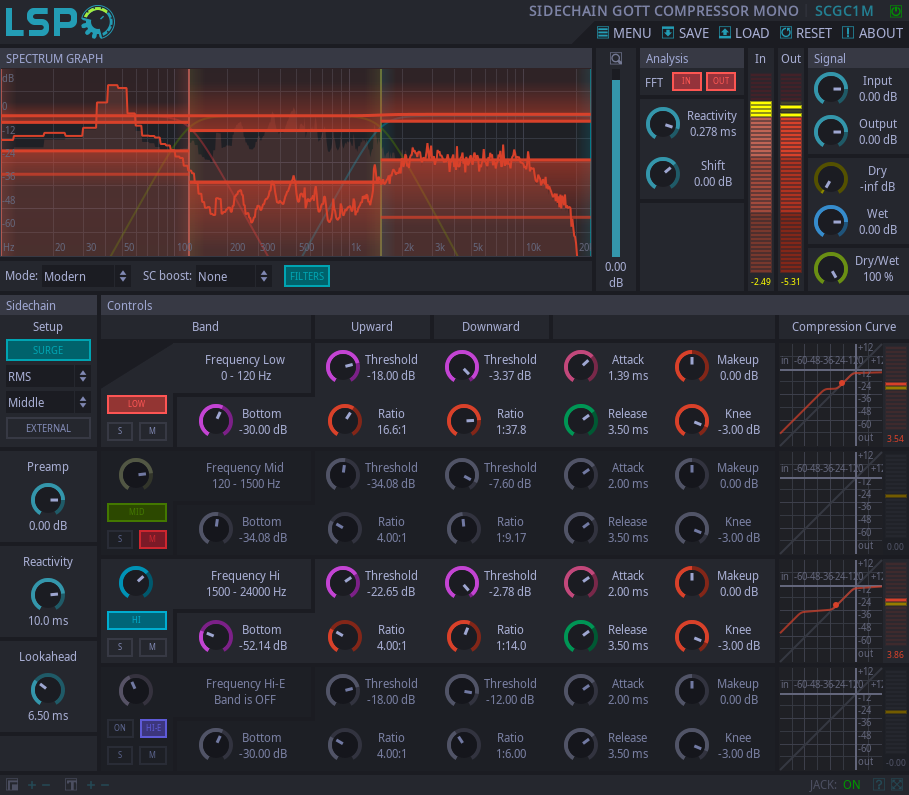 LSP
SIDECHAIN GOTT COMPRESSOR MONO SCGC1M
MENU SAVE LOAD RESET ABOUT
SPECTRUM GRAPH
dB
0
-12
-24
-36
-48
-60
Hz 20 30 50 100 200 300 500 1k 2k 3k 5k 10k 20
0.00
dB
Analysis
FFT IN OUT
Reactivity
0.278 ms
Shift
0.00 dB
In Out
-2.49 -5.31
Signal
Input
0.00 dB
Output
0.00 dB
Dry
-inf dB
Wet
0.00 dB
Dry/Wet
100 %
Mode: Modern SC boost: None FILTERS
Sidechain
Setup
SURGE
RMS
Middle
EXTERNAL
Preamp
0.00 dB
Reactivity
10.0 ms
Lookahead
6.50 ms
Controls
Band Upward Downward Compression Curve
Frequency Low
0 - 120 Hz
LOW
S M
Bottom
-30.00 dB
Threshold
-18.00 dB
Ratio
16.6:1
Threshold
-3.37 dB
Ratio
1:37.8
Attack
1.39 ms
Release
3.50 ms
Makeup
0.00 dB
Knee
-3.00 dB
+12
in -60-48-36-24-120 +12
-24
-36
-48
-60
out
3.54
Frequency Mid
120 - 1500 Hz
MID
S M
Bottom
-34.08 dB
Threshold
-34.08 dB
Ratio
4.00:1
Threshold
-7.60 dB
Ratio
1:9.17
Attack
2.00 ms
Release
3.50 ms
Makeup
0.00 dB
Knee
-3.00 dB
+12
in -60-48-36-24-120 +12
-24
-36
-48
-60
out
0.00
Frequency Hi
1500 - 24000 Hz
HI
S M
Bottom
-52.14 dB
Threshold
-22.65 dB
Ratio
4.00:1
Threshold
-2.78 dB
Ratio
1:14.0
Attack
2.00 ms
Release
3.50 ms
Makeup
0.00 dB
Knee
-3.00 dB
+12
in -60-48-36-24-120 +12
-24
-36
-48
-60
out
3.86
Frequency Hi-E
Band is OFF
ON HI-E
S M
Bottom
-30.00 dB
Threshold
-18.00 dB
Ratio
4.00:1
Threshold
-12.00 dB
Ratio
1:6.00
Attack
2.00 ms
Release
3.50 ms
Makeup
0.00 dB
Knee
-3.00 dB
+12
in -60-48-36-24-120 +12
-24
-36
-48
-60
out
-0.00
+ - T + - JACK: ON ?